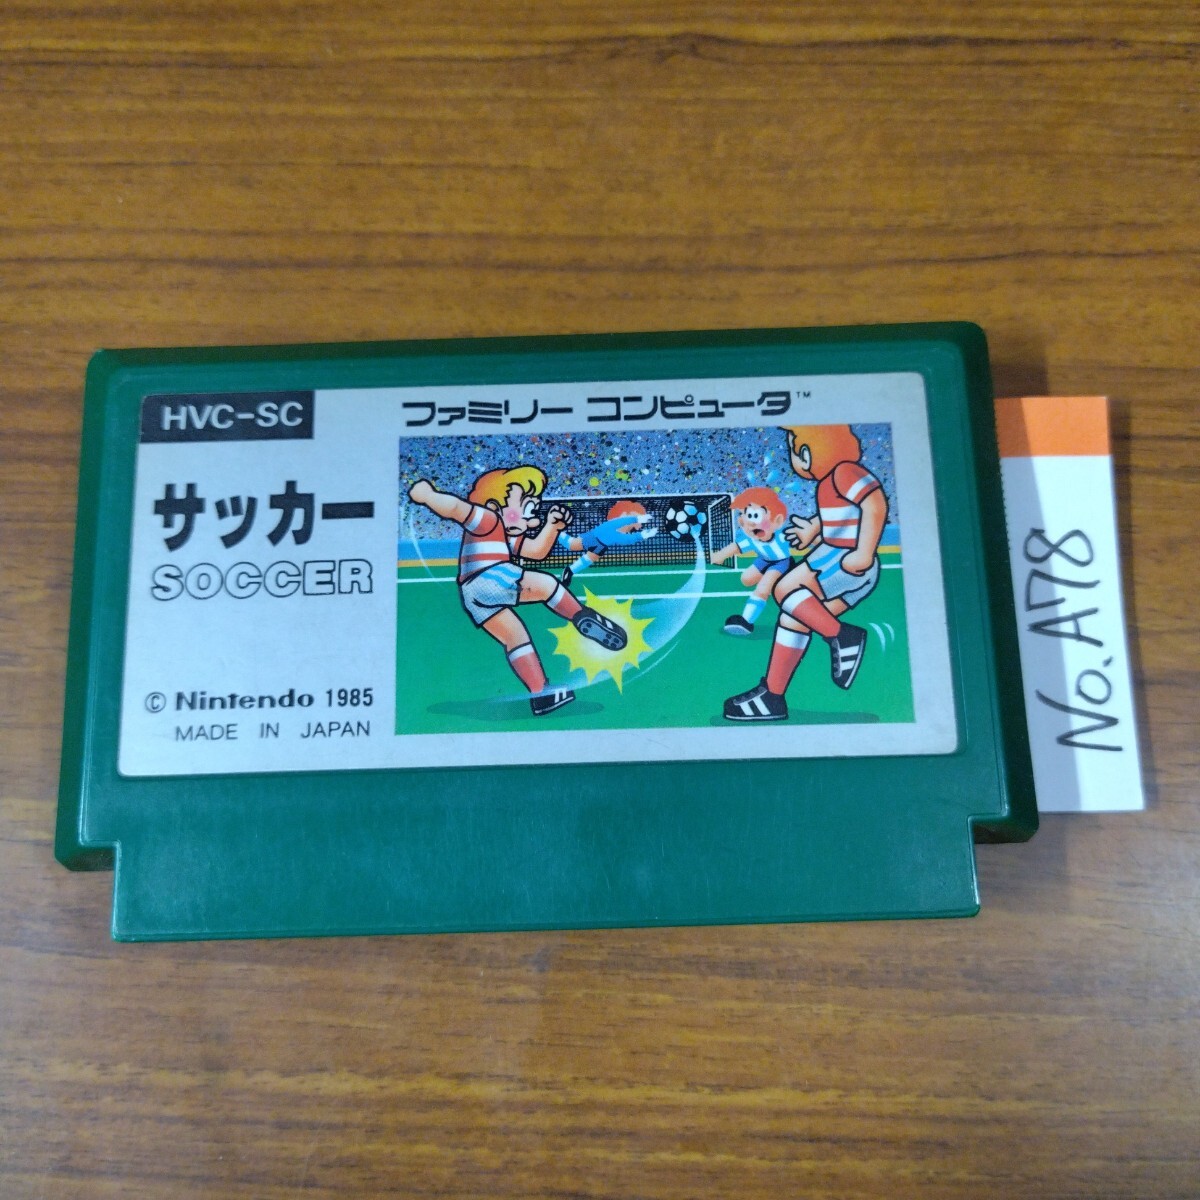 HVC-SC
ファミリー コンピュータ™
サッカー
SOCCER
© Nintendo 1985
MADE IN JAPAN
No.A78